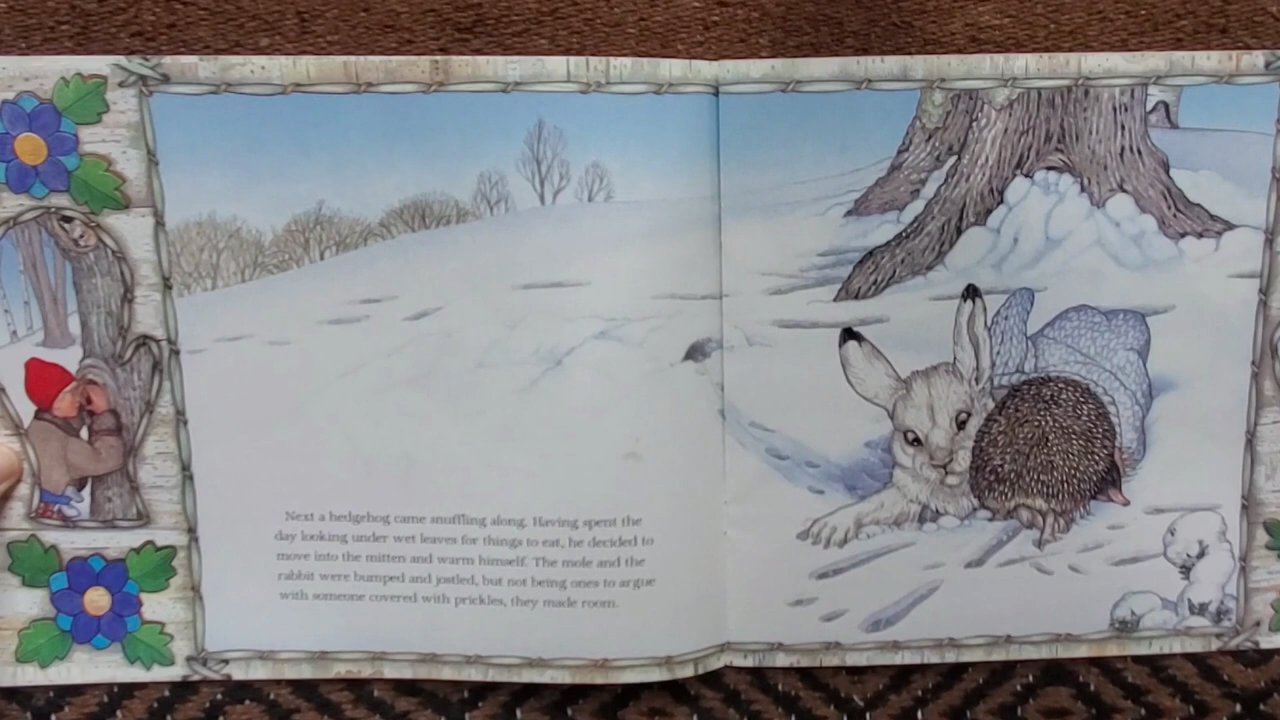 Next a hedgehog came snuffling along. Having spent the
day looking under wet leaves for things to eat, he decided to
move into the mitten and warm himself. The mole and the
rabbit were bumped and jostled, but not being ones to argue
with someone covered with prickles, they made room.